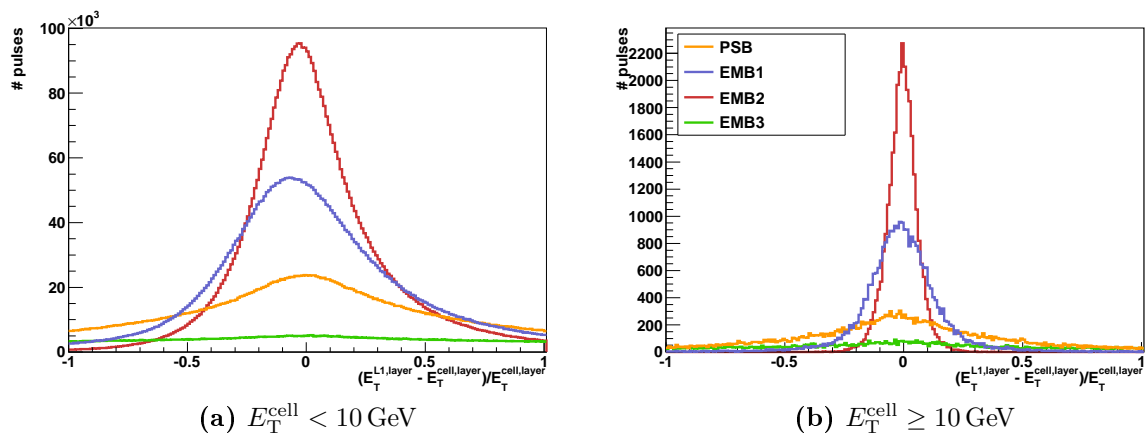 ×10³
# pulses
100
80
60
40
20
0
-1 -0.5 0 0.5 1
(E_T^{L1,layer} - E_T^{cell,layer})/E_T^{cell,layer}
(a) E_T^{cell} < 10 GeV
# pulses
PSB
EMB1
EMB2
EMB3
2200
2000
1800
1600
1400
1200
1000
800
600
400
200
0
-1 -0.5 0 0.5 1
(E_T^{L1,layer} - E_T^{cell,layer})/E_T^{cell,layer}
(b) E_T^{cell} ≥ 10 GeV